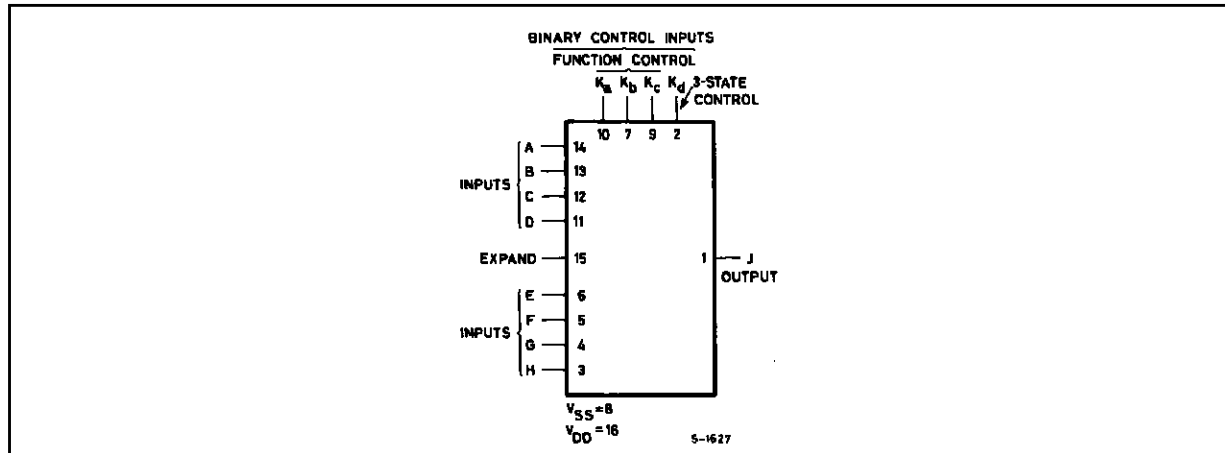 BINARY CONTROL INPUTS
FUNCTION CONTROL
Ka Kb Kc Kd 3-STATE
CONTROL
10 7 9 2
A 14
B 13
INPUTS
C 12
D 11
EXPAND 15 1 J
OUTPUT
E 6
F 5
INPUTS
G 4
H 3
VSS=8
VDD=16
S-1627